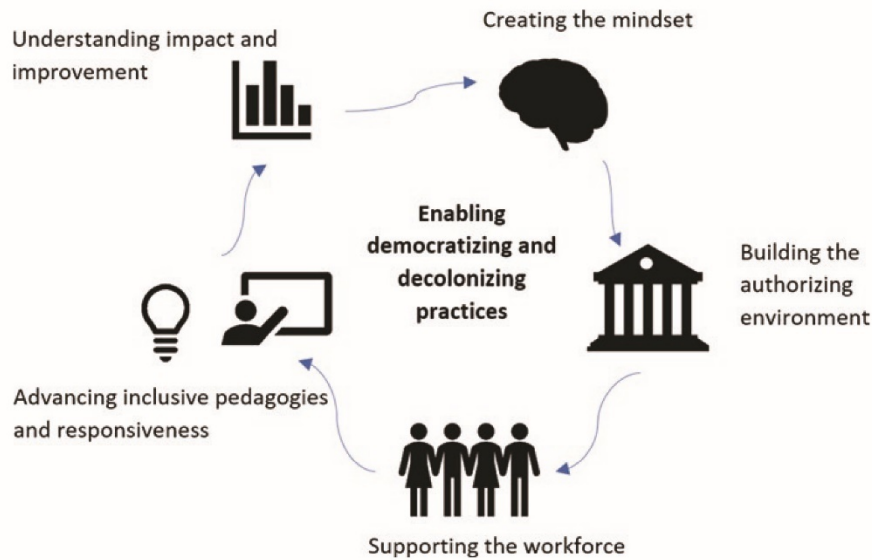 Creating the mindset
Understanding impact and
improvement
Enabling
democratizing and
decolonizing
practices
Building the
authorizing
environment
Advancing inclusive pedagogies
and responsiveness
Supporting the workforce